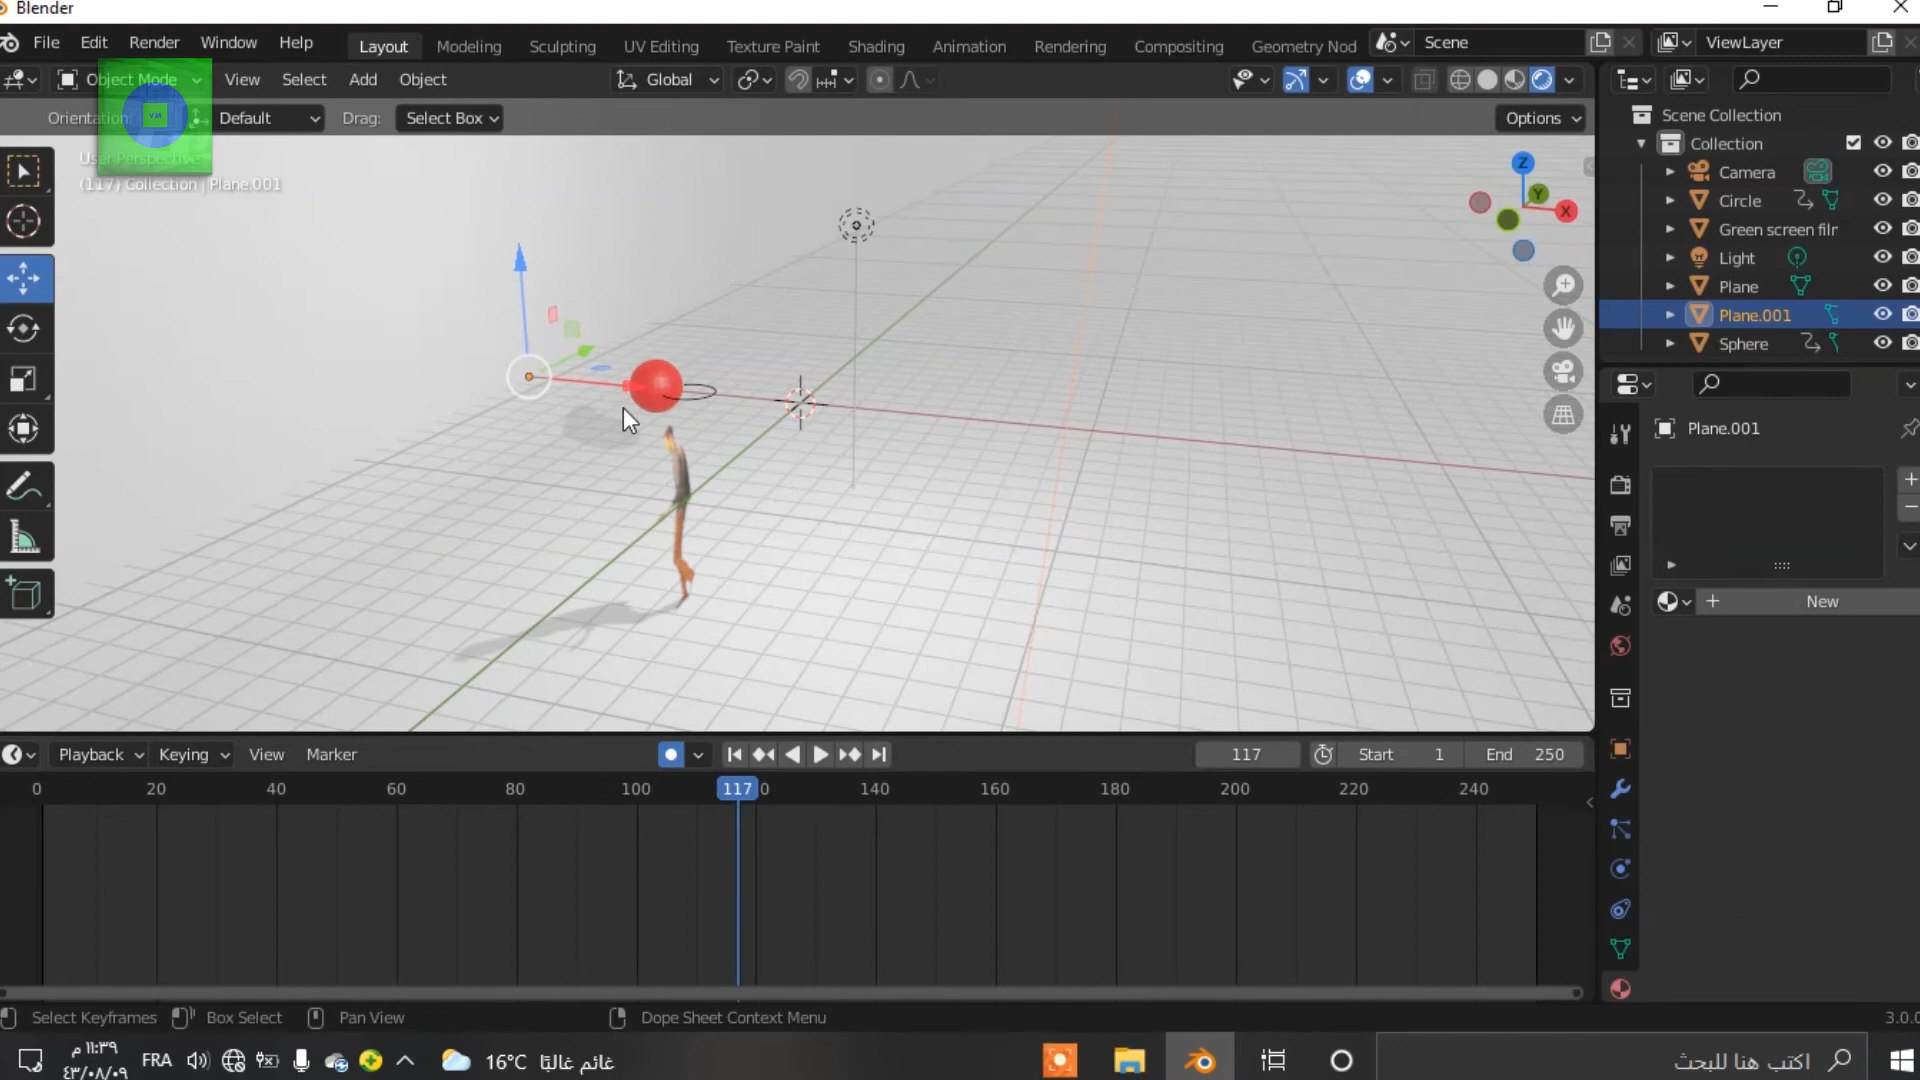 Blender
File Edit Render Window Help Layout Modeling Sculpting UV Editing Texture Paint Shading Animation Rendering Compositing Geometry Nod Scene ViewLayer
Object Mode View Select Add Object Global
Orientation: Default Drag: Select Box Options
VM
User Perspective
(117) Collection | Plane.001
Z
Y
X
Scene Collection
Collection
Camera
Circle
Green screen filr
Light
Plane
Plane.001
Sphere
Plane.001
New
Playback Keying View Marker 117 Start 1 End 250
0 20 40 60 80 100 117 0 140 160 180 200 220 240
Select Keyframes Box Select Pan View Dope Sheet Context Menu 3.0.0
١١:٣٩ م
٤٣/٠٨/٠٩
FRA
16°C غائم غالبًا
اكتب هنا للبحث